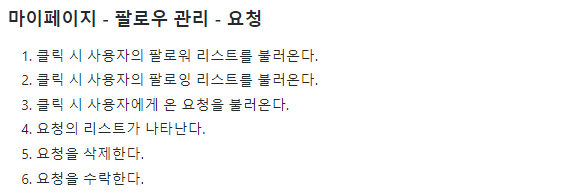 마이페이지 - 팔로우 관리 - 요청
1. 클릭 시 사용자의 팔로워 리스트를 불러온다.
2. 클릭 시 사용자의 팔로잉 리스트를 불러온다.
3. 클릭 시 사용자에게 온 요청을 불러온다.
4. 요청의 리스트가 나타난다.
5. 요청을 삭제한다.
6. 요청을 수락한다.